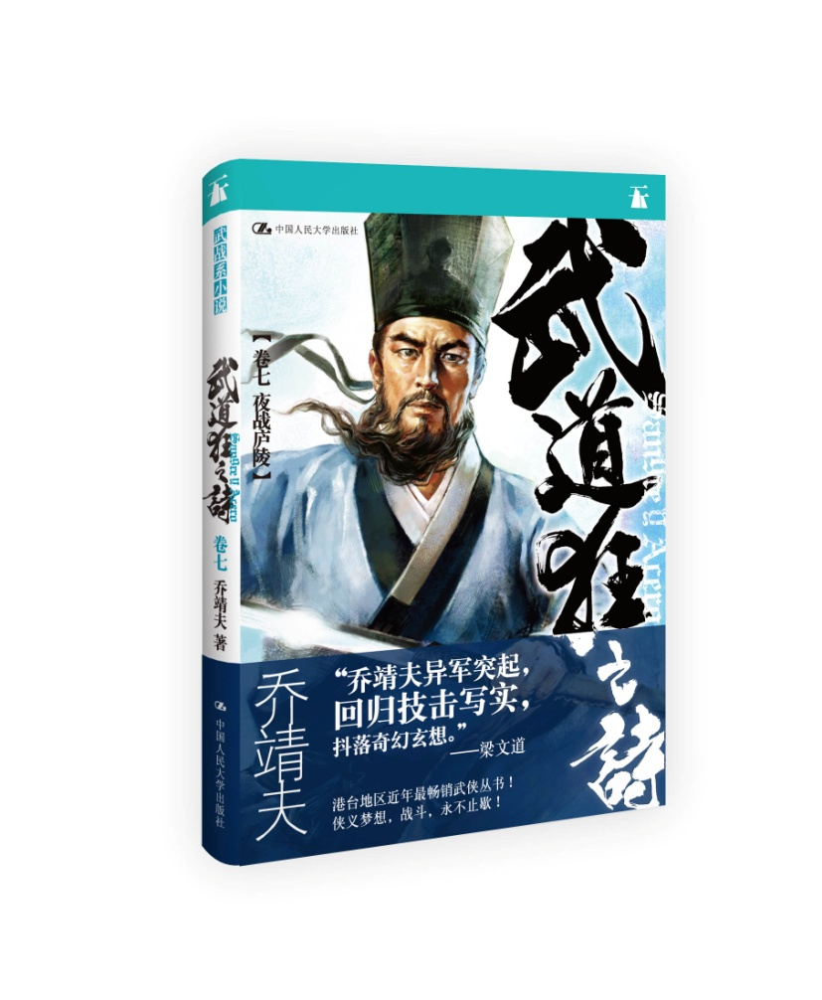 武战系小说
武道狂之詩
卷七
乔靖夫 著
中国人民大学出版社
中国人民大学出版社
【卷七 夜战庐陵】
武道狂之詩
乔靖夫
“乔靖夫异军突起，
回归技击写实，
抖落奇幻玄想。”
——梁文道
港台地区近年最畅销武侠丛书！
侠义梦想，战斗，永不止歇！